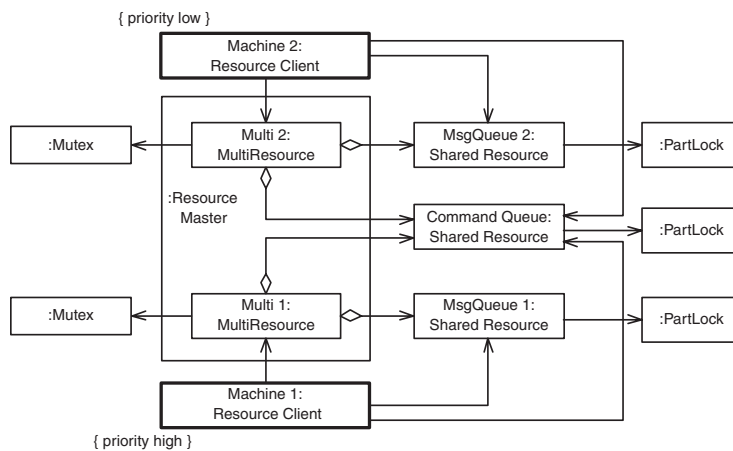 { priority low }
Machine 2:
Resource Client
:Mutex
Multi 2:
MultiResource
MsgQueue 2:
Shared Resource
:PartLock
:Resource
Master
Command Queue:
Shared Resource
:PartLock
:Mutex
Multi 1:
MultiResource
MsgQueue 1:
Shared Resource
:PartLock
Machine 1:
Resource Client
{ priority high }